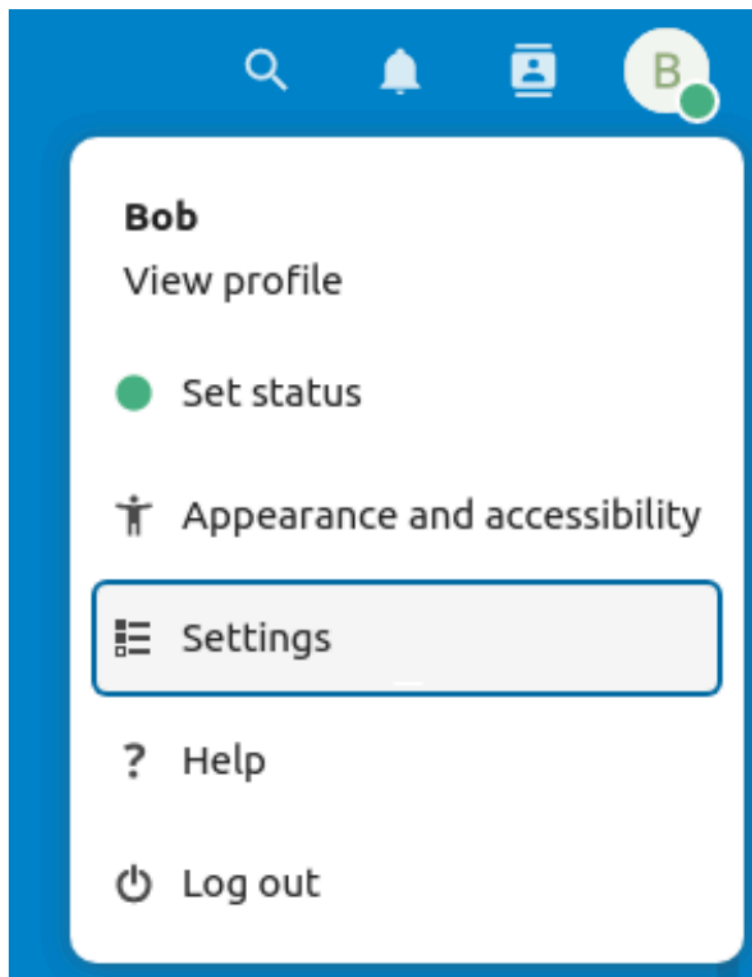 B
Bob
View profile
Set status
Appearance and accessibility
Settings
? Help
Log out